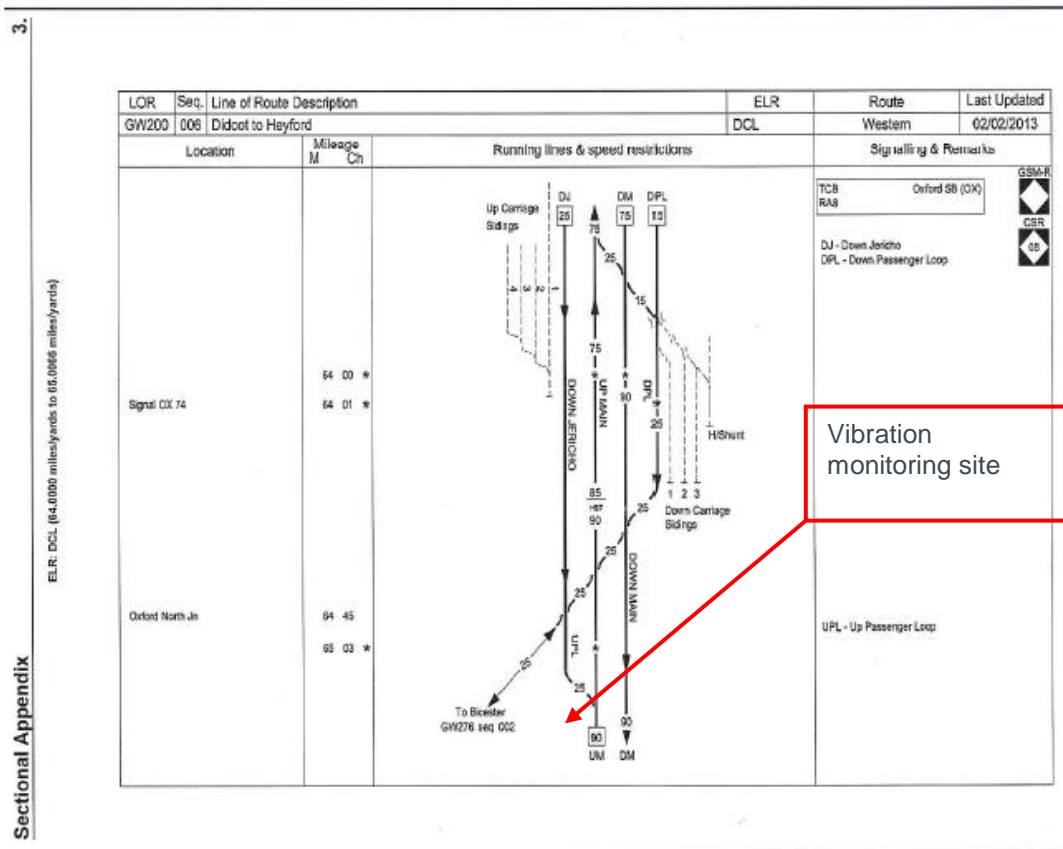 3.
Sectional Appendix
ELR: DCL (64.0000 miles/yards to 65.0066 miles/yards)
LOR Seq. Line of Route Description ELR Route Last Updated
GW200 006 Didcot to Heyford DCL Western 02/02/2013
Location Mileage M Ch Running lines & speed restrictions Signalling & Remarks
GSM-R
TCB Oxford SB (OX)
RA8
CSR
05
DJ - Down Jericho
DPL - Down Passenger Loop
Up Carriage
Sidings
DJ DM DPL
25 75 15
75
25
4 3 2 1
15
75
64 00 *
* * *
90
Signal OX 74 64 01 *
DOWN JERICHO UP MAIN DPL
25
H/Shunt
Vibration
monitoring site
85
HST
90
1 2 3
Down Carriage
Sidings
25
25
DOWN MAIN
25
Oxford North Jn 64 45
UPL - Up Passenger Loop
65 03 *
UPL *
25
25
To Bicester
GW276 seq 002
90 90
UM DM